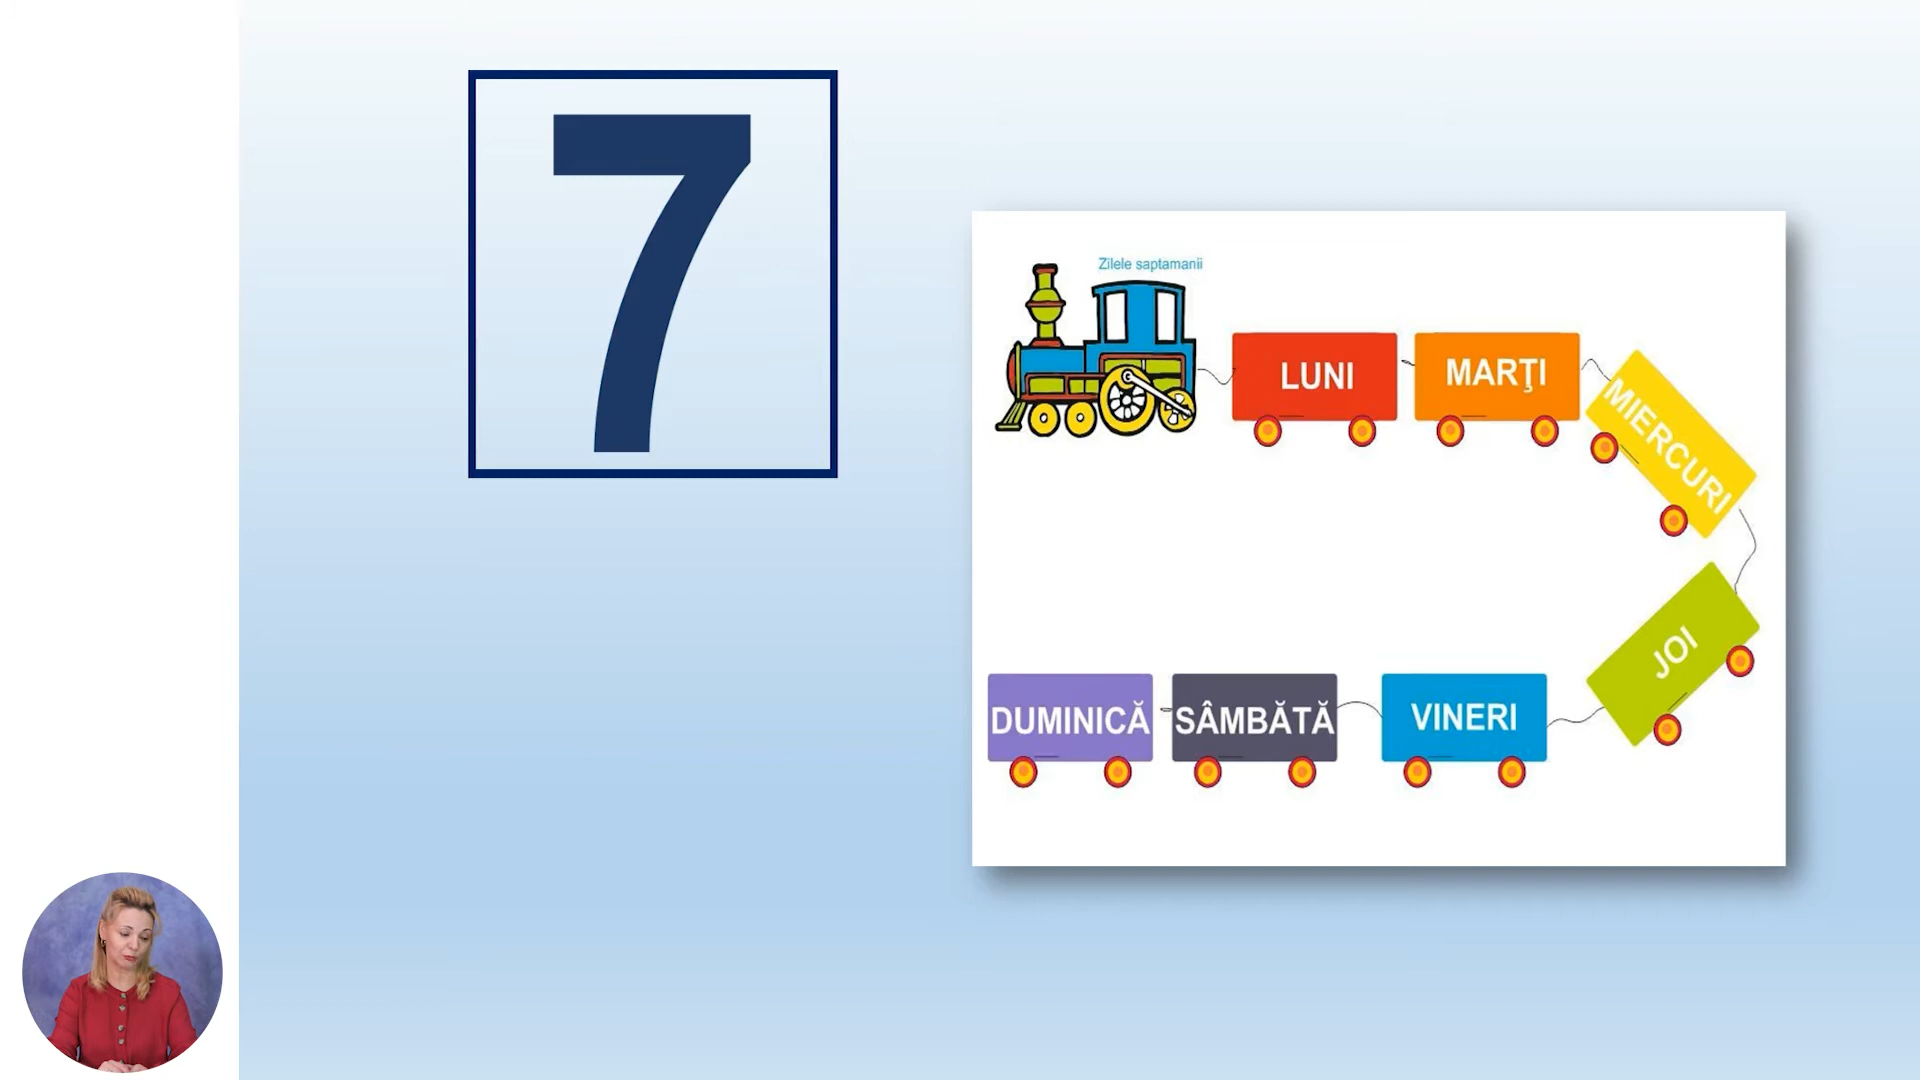 7
Zilele saptamanii
LUNI
MARŢI
MIERCURI
JOI
VINERI
SÂMBĂTĂ
DUMINICĂ